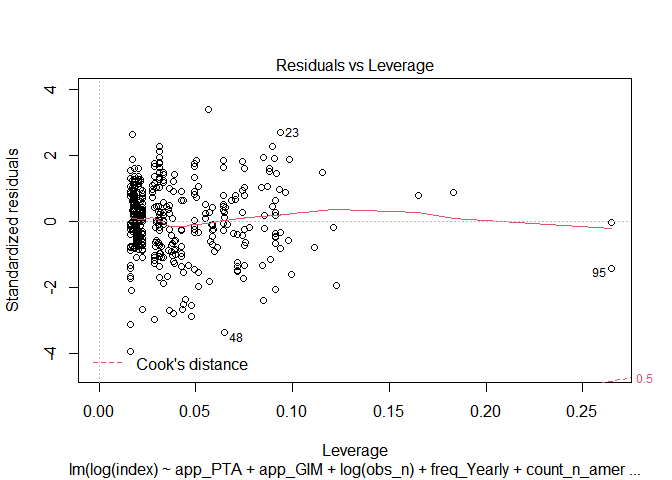 Residuals vs Leverage
Standardized residuals
4
2
0
-2
-4
23
95
48
Cook's distance
0.5
0.00 0.05 0.10 0.15 0.20 0.25
Leverage
lm(log(index) ~ app_PTA + app_GIM + log(obs_n) + freq_Yearly + count_n_amer ...